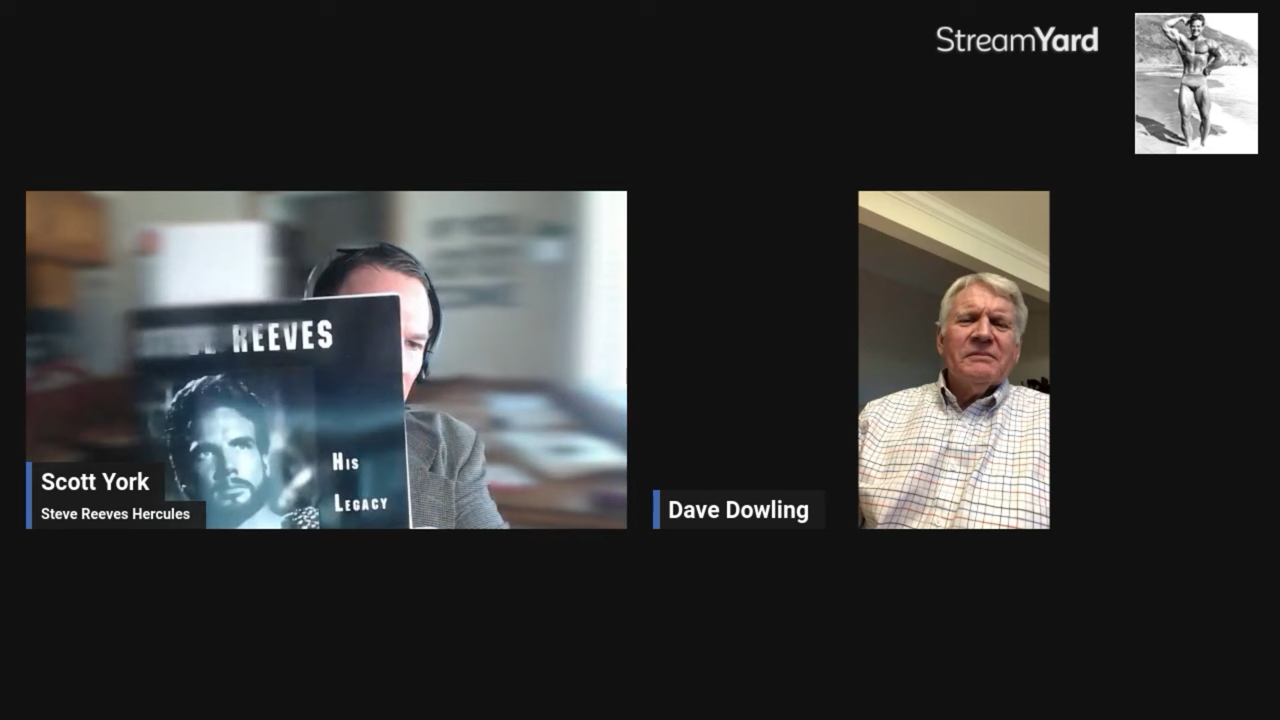 StreamYard
REEVES
His
Legacy
Scott York
Steve Reeves Hercules
Dave Dowling